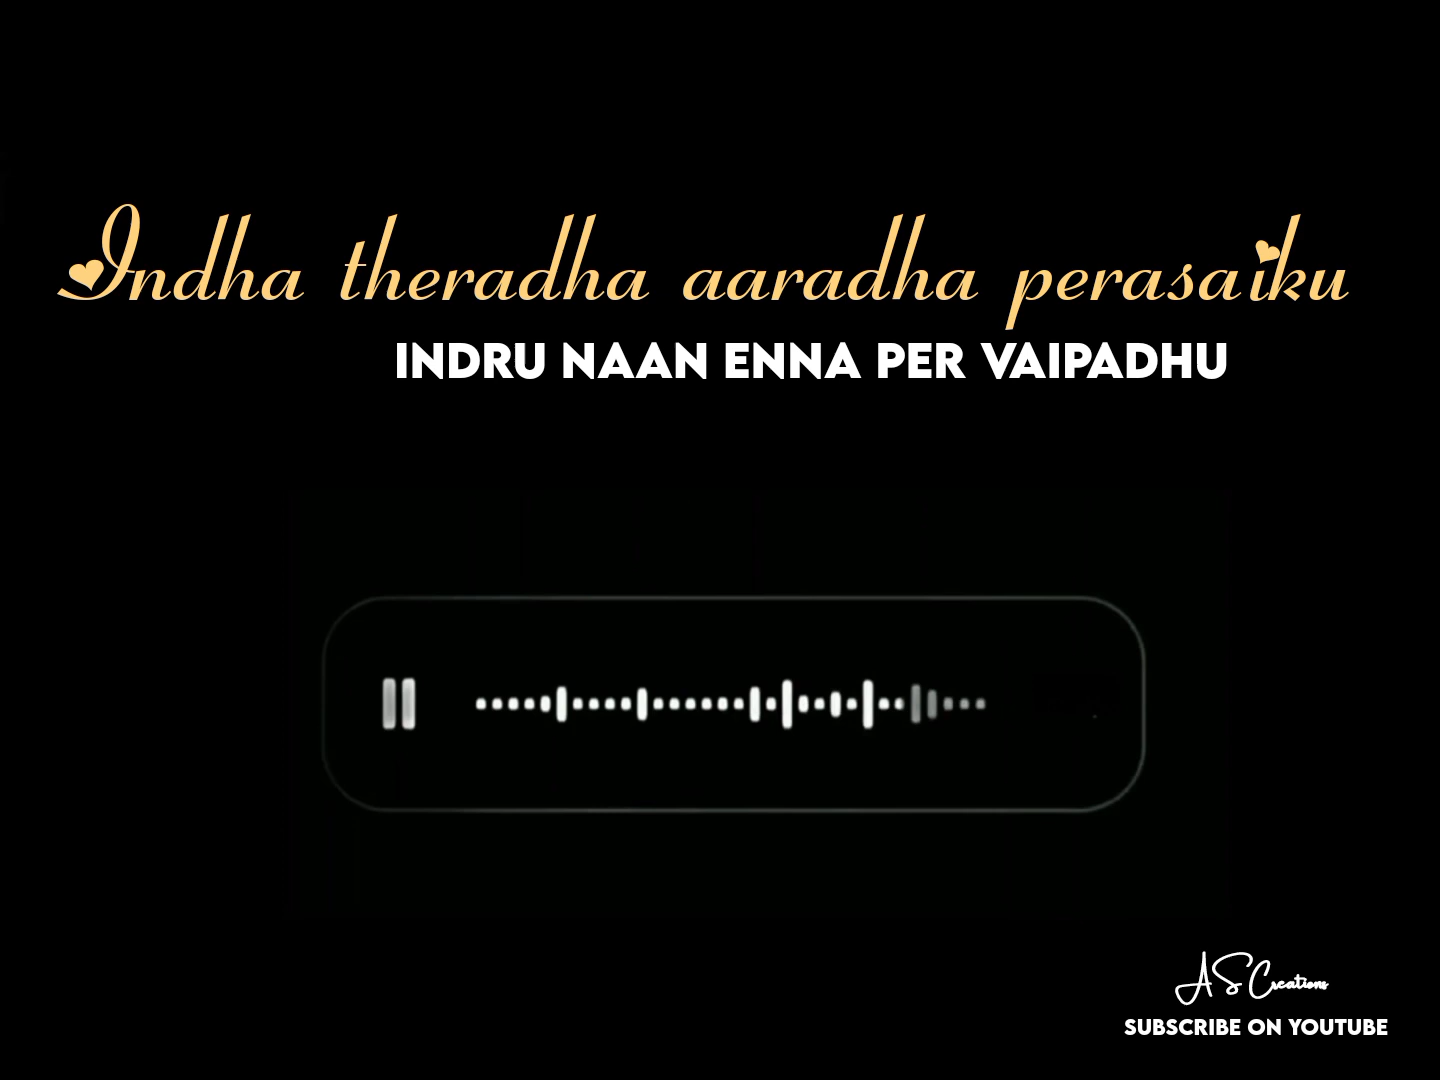 Indha theradha aaradha perasaiku
INDRU NAAN ENNA PER VAIPADHU
AS Creations
SUBSCRIBE ON YOUTUBE